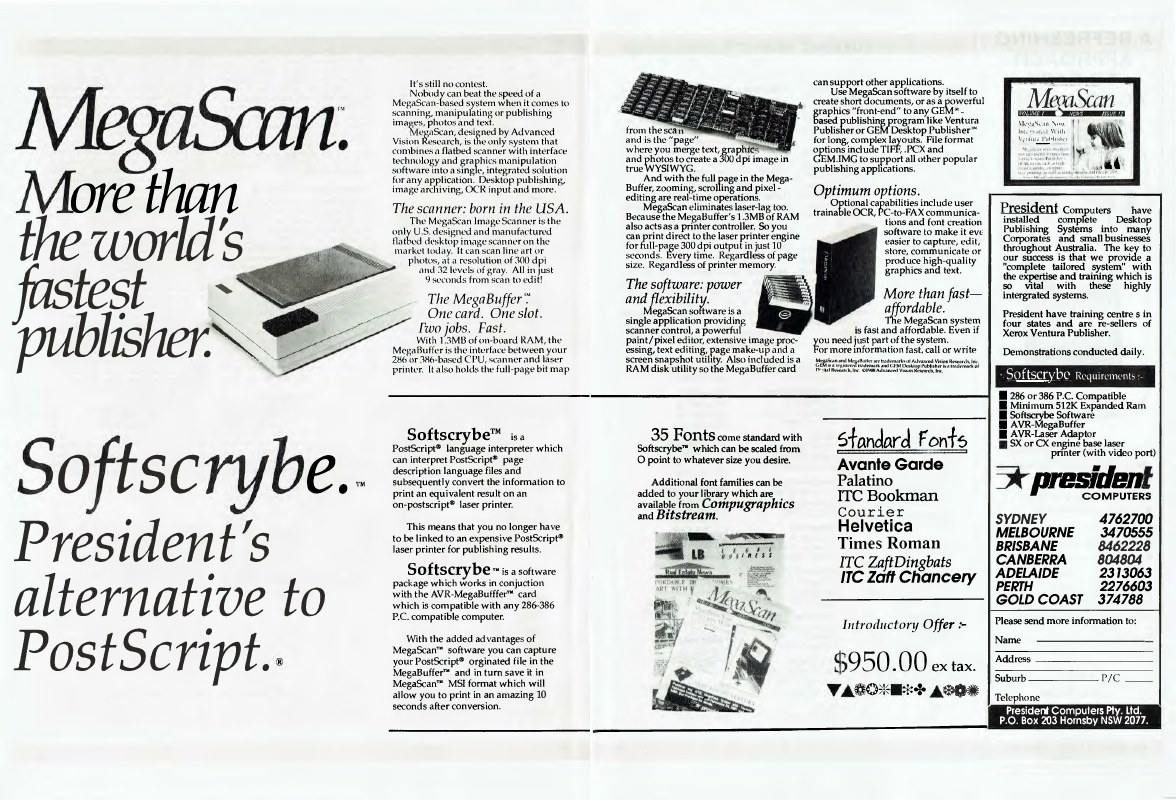 MegaScan.™
More than
the world's
fastest
publisher.
It's still no contest.
Nobody can beat the speed of a
MegaScan-based system when it comes to
scanning, manipulating or publishing
images, photos and text.
MegaScan, designed by Advanced
Vision Research, is the only system that
combines a flatbed scanner with interface
technology and graphics manipulation
software into a single, integrated solution
for any application. Desktop publishing,
image archiving, OCR input and more.
The scanner: born in the USA.
The MegaScan Image Scanner is the
only U.S. designed and manufactured
flatbed desktop image scanner on the
market today. It can scan line art or
photos, at a resolution of 300 dpi
and 32 levels of gray. All in just
9 seconds from scan to edit!
The MegaBuffer™:
One card. One slot.
Two jobs. Fast.
With 1.3MB of on-board RAM, the
MegaBuffer is the interface between your
286 or 386-based CPU, scanner and laser
printer. It also holds the full-page bit map
from the scan
and is the "page"
where you merge text, graphics
and photos to create a 300 dpi image in
true WYSIWYG.
And with the full page in the Mega-
Buffer, zooming, scrolling and pixel -
editing are real-time operations.
MegaScan eliminates laser-lag too.
Because the MegaBuffer's 1.3MB of RAM
also acts as a printer controller. So you
can print direct to the laser printer engine
for full-page 300 dpi output in just 10
seconds. Every time. Regardless of page
size. Regardless of printer memory.
The software: power
and flexibility.
MegaScan software is a
single application providing
scanner control, a powerful
paint/pixel editor, extensive image proc-
essing, text editing, page make-up and a
screen snapshot utility. Also included is a
RAM disk utility so the MegaBuffer card
can support other applications.
Use MegaScan software by itself to
create short documents, or as a powerful
graphics "front-end" to any GEM® -
based publishing program like Ventura
Publisher or GEM Desktop Publisher™
for long, complex layouts. File format
options include TIFF, .PCX and
GEM.IMG to support all other popular
publishing applications.
Optimum options.
Optional capabilities include user
trainable OCR, PC-to-FAX communica-
tions and font creation
software to make it eve
easier to capture, edit,
store, communicate or
produce high-quality
graphics and text.
More than fast—
affordable.
The MegaScan system
is fast and affordable. Even if
you need just part of the system.
For more information fast, call or write
MegaScan and MegaBuffer are trademarks of Advanced Vision Research, Inc.
GEM is a registered trademark and GEM Desktop Publisher is a trademark of
Digital Research, Inc. ©1988 Advanced Vision Research, Inc.
MegaScan
VOLUME 1 NEWS ISSUE 12
MegaScan Now
Integrated With
Ventura Publisher
President Computers have
installed complete Desktop
Publishing Systems into many
Corporates and small businesses
throughout Australia. The key to
our success is that we provide a
"complete tailored system" with
the expertise and training which is
so vital with these highly
intergrated systems.
President have training centre s in
four states and are re-sellers of
Xerox Ventura Publisher.
Demonstrations conducted daily.
Softscrybe Requirements :-
286 or 386 P.C. Compatible
Minimum 512K Expanded Ram
Softscrybe Software
AVR-MegaBuffer
AVR-Laser Adaptor
SX or CX engine base laser
printer (with video port)
president
COMPUTERS
SYDNEY 4762700
MELBOURNE 3470555
BRISBANE 8462228
CANBERRA 804804
ADELAIDE 2313063
PERTH 2276603
GOLD COAST 374788
Please send more information to:
Name
Address
Suburb P/C
Telephone
President Computers Pty. Ltd.
P.O. Box 203 Hornsby NSW 2077.
Softscrybe.™
President's
alternative to
PostScript.®
Softscrybe™ is a
PostScript® language interpreter which
can interpret PostScript® page
description language files and
subsequently convert the information to
print an equivalent result on an
on-postscript® laser printer.
This means that you no longer have
to be linked to an expensive PostScript®
laser printer for publishing results.
Softscrybe™ is a software
package which works in conjuction
with the AVR-MegaBufffer™ card
which is compatible with any 286-386
P.C. compatible computer.
With the added advantages of
MegaScan™ software you can capture
your PostScript® orginated file in the
MegaBuffer™ and in turn save it in
MegaScan™ MSI format which will
allow you to print in an amazing 10
seconds after conversion.
35 Fonts come standard with
Softscrybe™ which can be scaled from
O point to whatever size you desire.
Additional font families can be
added to your library which are
available from Compugraphics
and Bitstream.
LB
LEGAL
BUSINESS
Real Estate News
MegaScan
Standard Fonts
Avante Garde
Palatino
ITC Bookman
Courier
Helvetica
Times Roman
ITC ZaftDingbats
ITC Zaft Chancery
Introductory Offer :-
$950.00 ex tax.